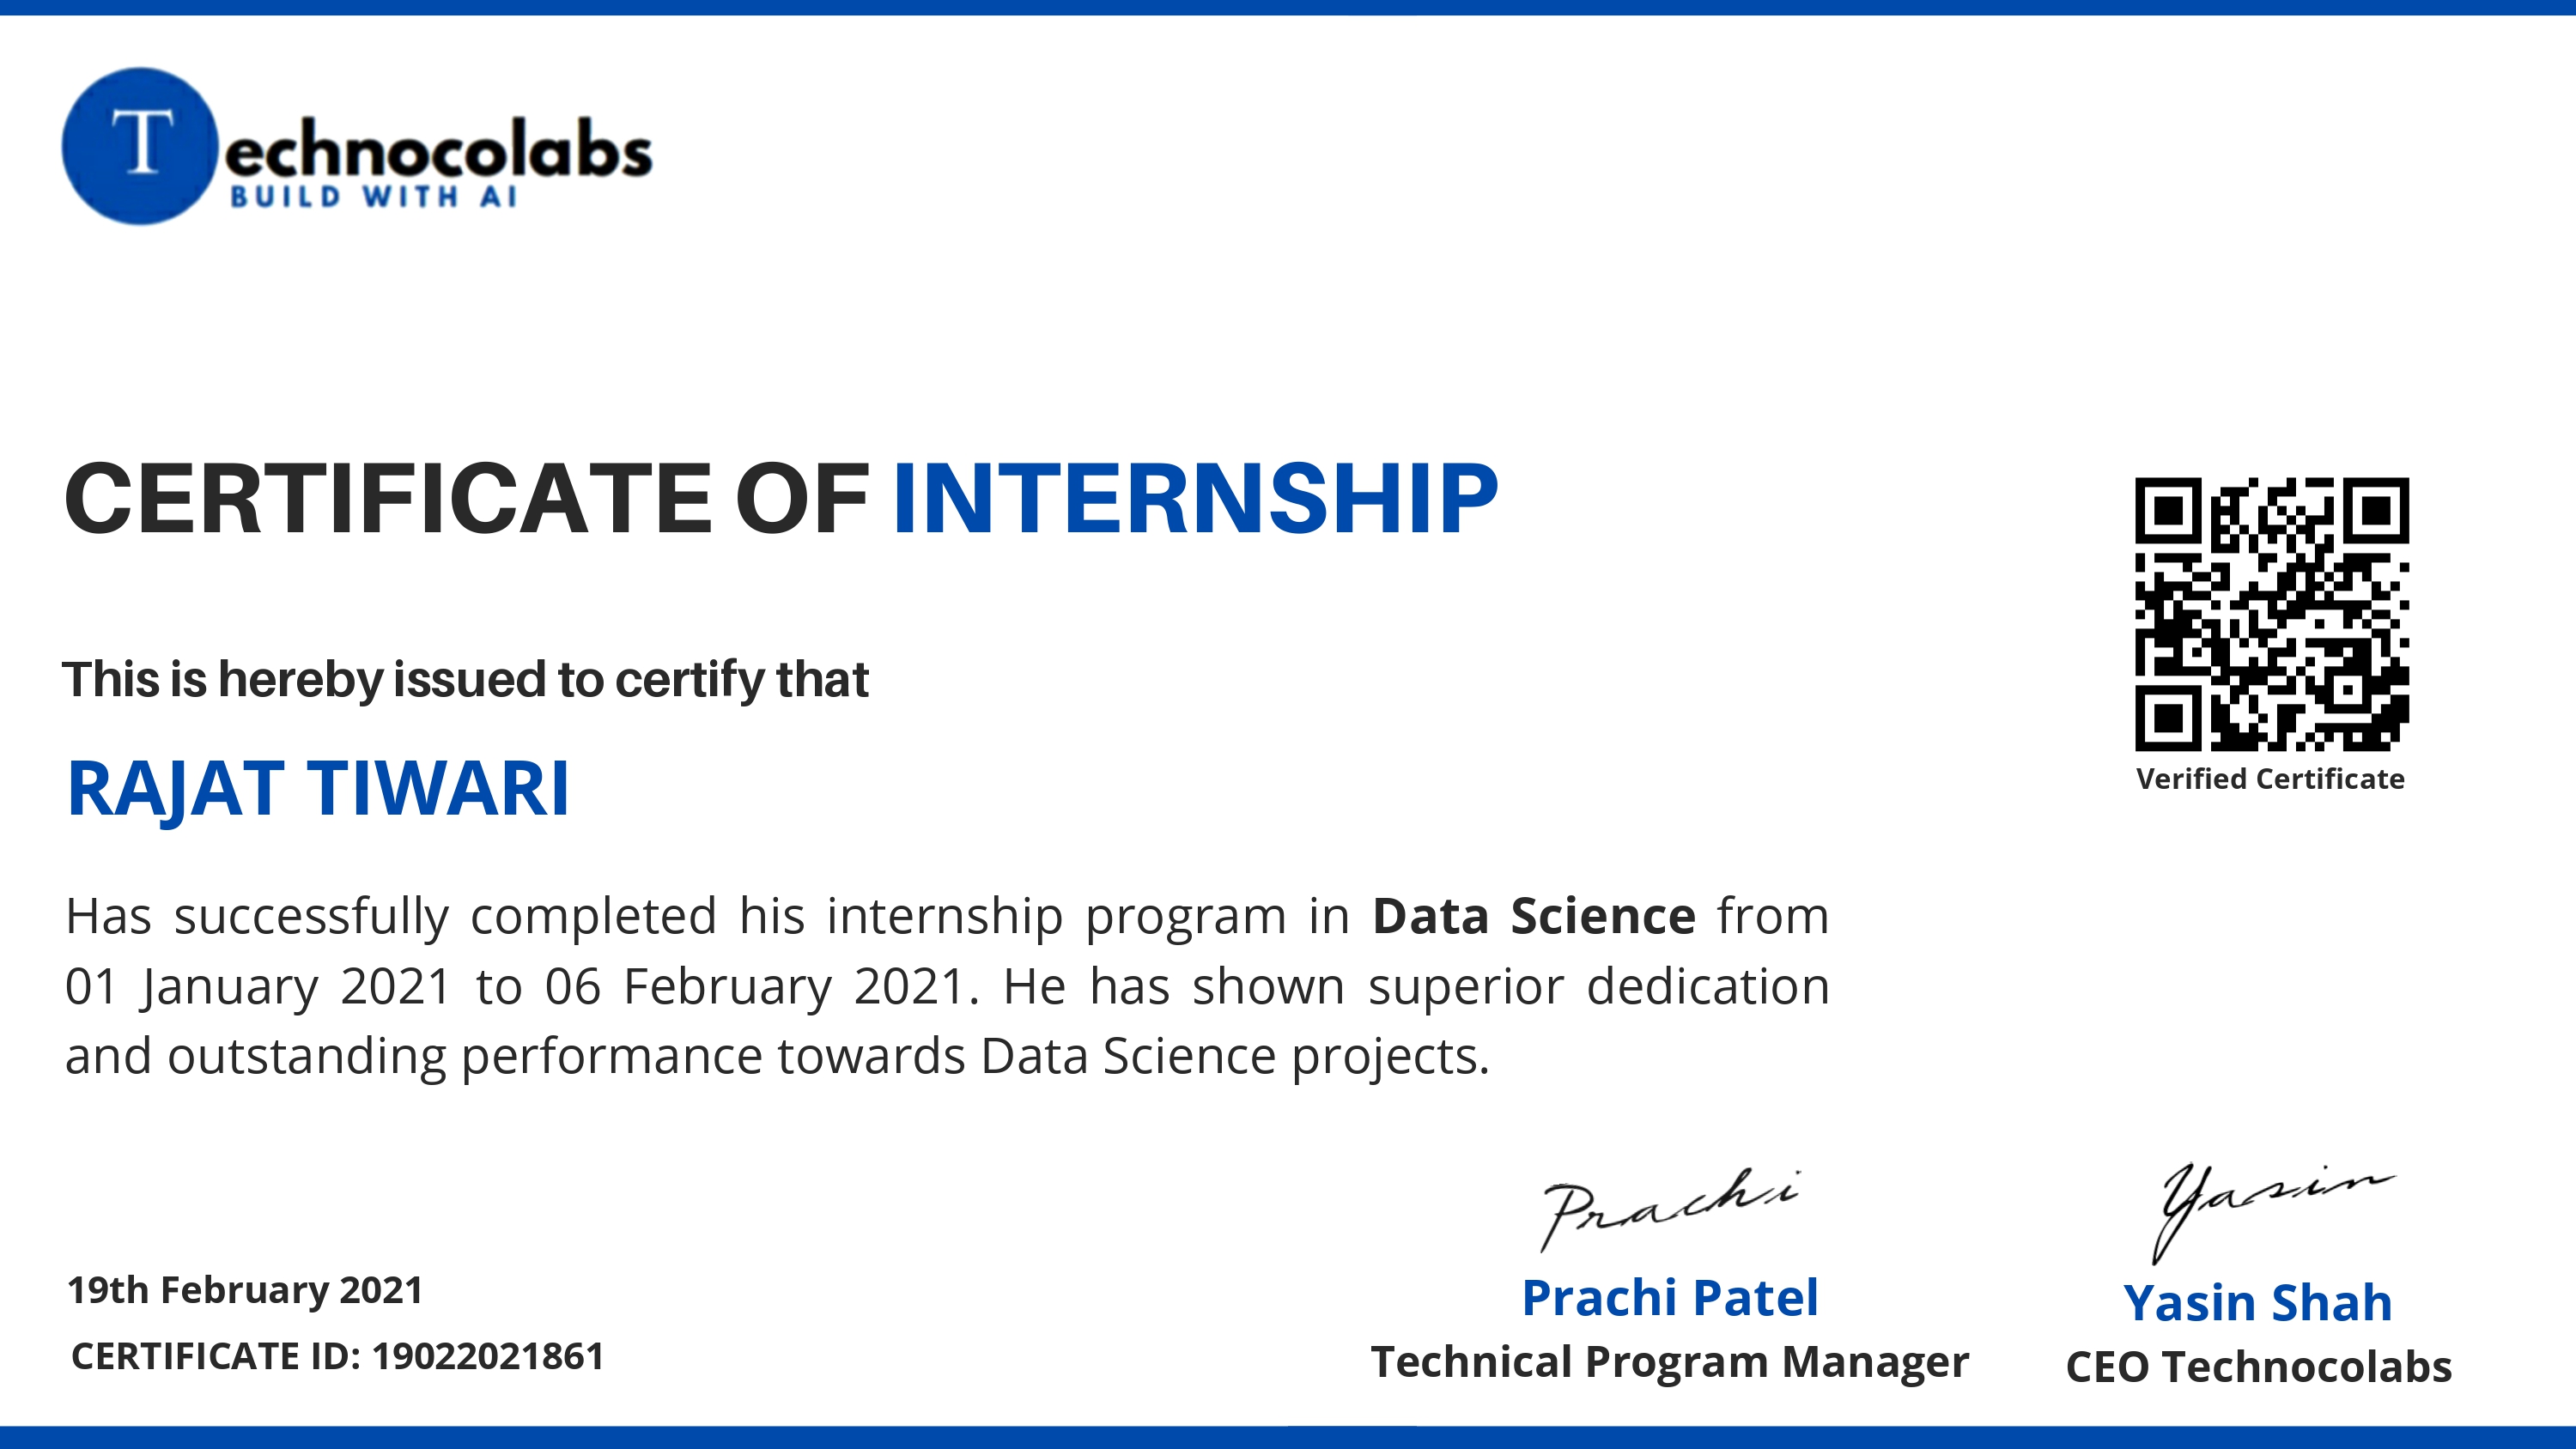 Technocolabs
BUILD WITH AI
CERTIFICATE OF INTERNSHIP
This is hereby issued to certify that
RAJAT TIWARI
Verified Certificate
Has successfully completed his internship program in Data Science from
01 January 2021 to 06 February 2021. He has shown superior dedication
and outstanding performance towards Data Science projects.
Prachi
Yasin
19th February 2021
CERTIFICATE ID: 19022021861
Prachi Patel
Technical Program Manager
Yasin Shah
CEO Technocolabs